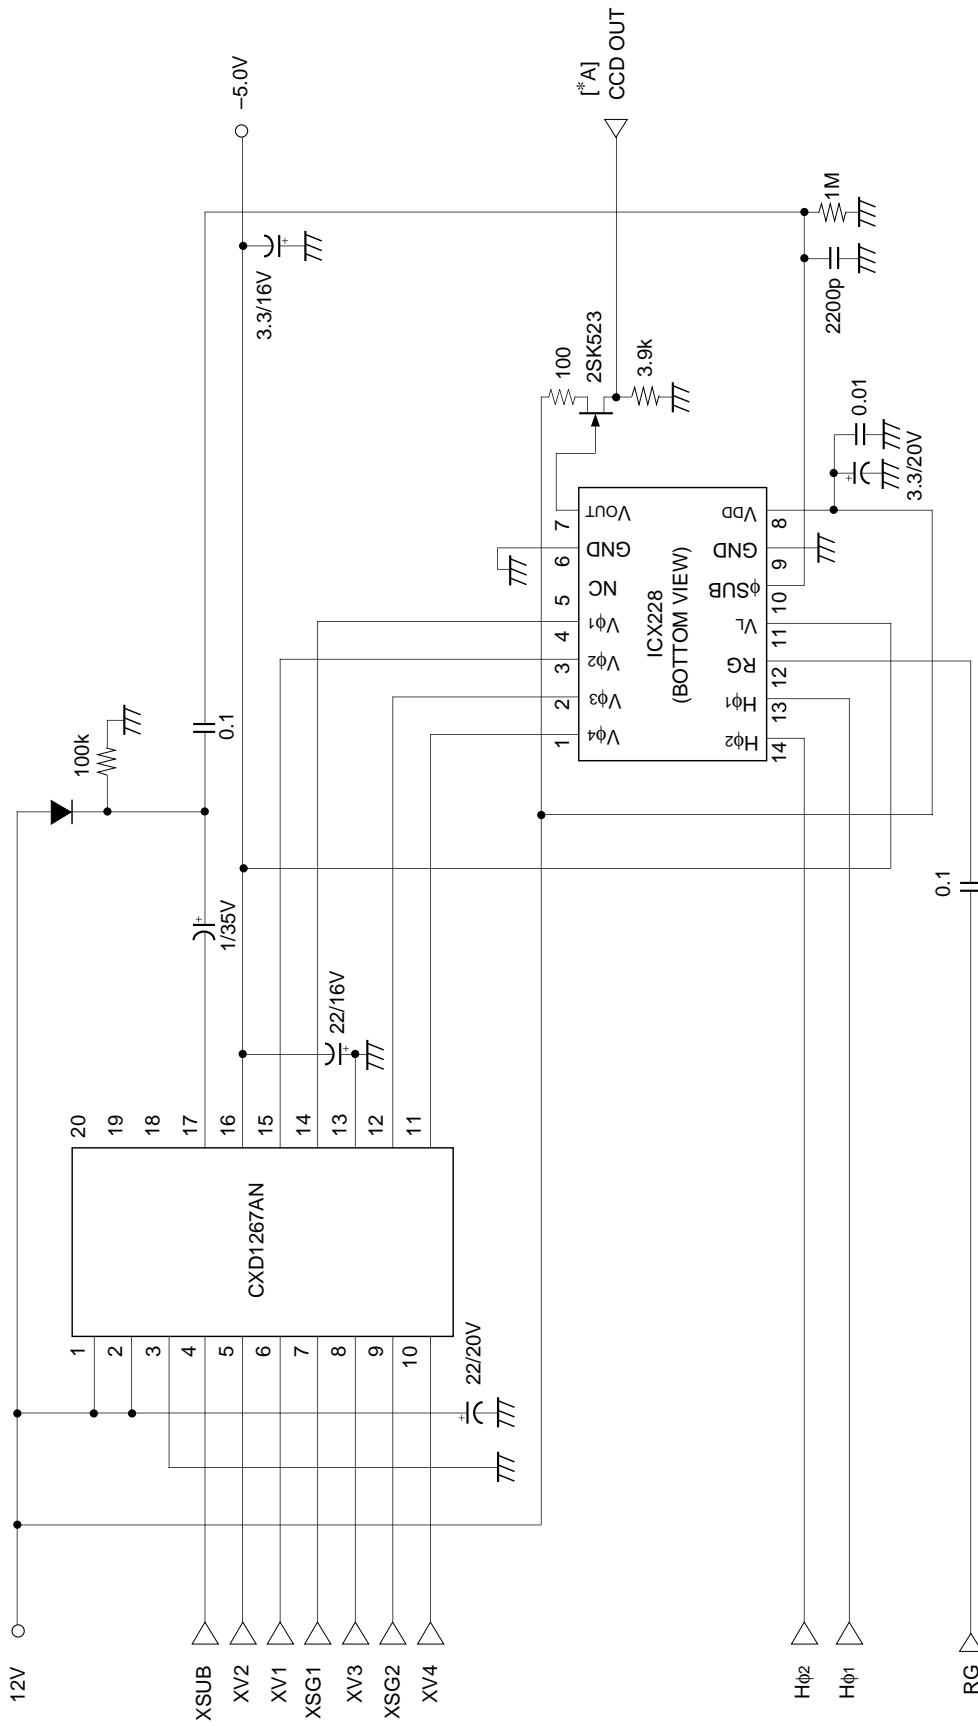 12V
XSUB
XV2
XV1
XSG1
XV3
XSG2
XV4
Hϕ2
Hϕ1
RG
22/20V
1
2
3
4
5
6
7
8
9
10
CXD1267AN
20
19
18
17
16
15
14
13
12
11
22/16V
+
1/35V
+
100k
0.1
3.3/16V
+
–5.0V
[*A]
CCD OUT
100
2SK523
3.9k
1M
2200p
0.01
3.3/20V
+
0.1
+
ICX228
(BOTTOM VIEW)
1
2
3
4
5
6
7
Vϕ4
Vϕ3
Vϕ2
Vϕ1
NC
GND
VOUT
Hϕ2
Hϕ1
RG
VL
ϕSUB
GND
VDD
14
13
12
11
10
9
8